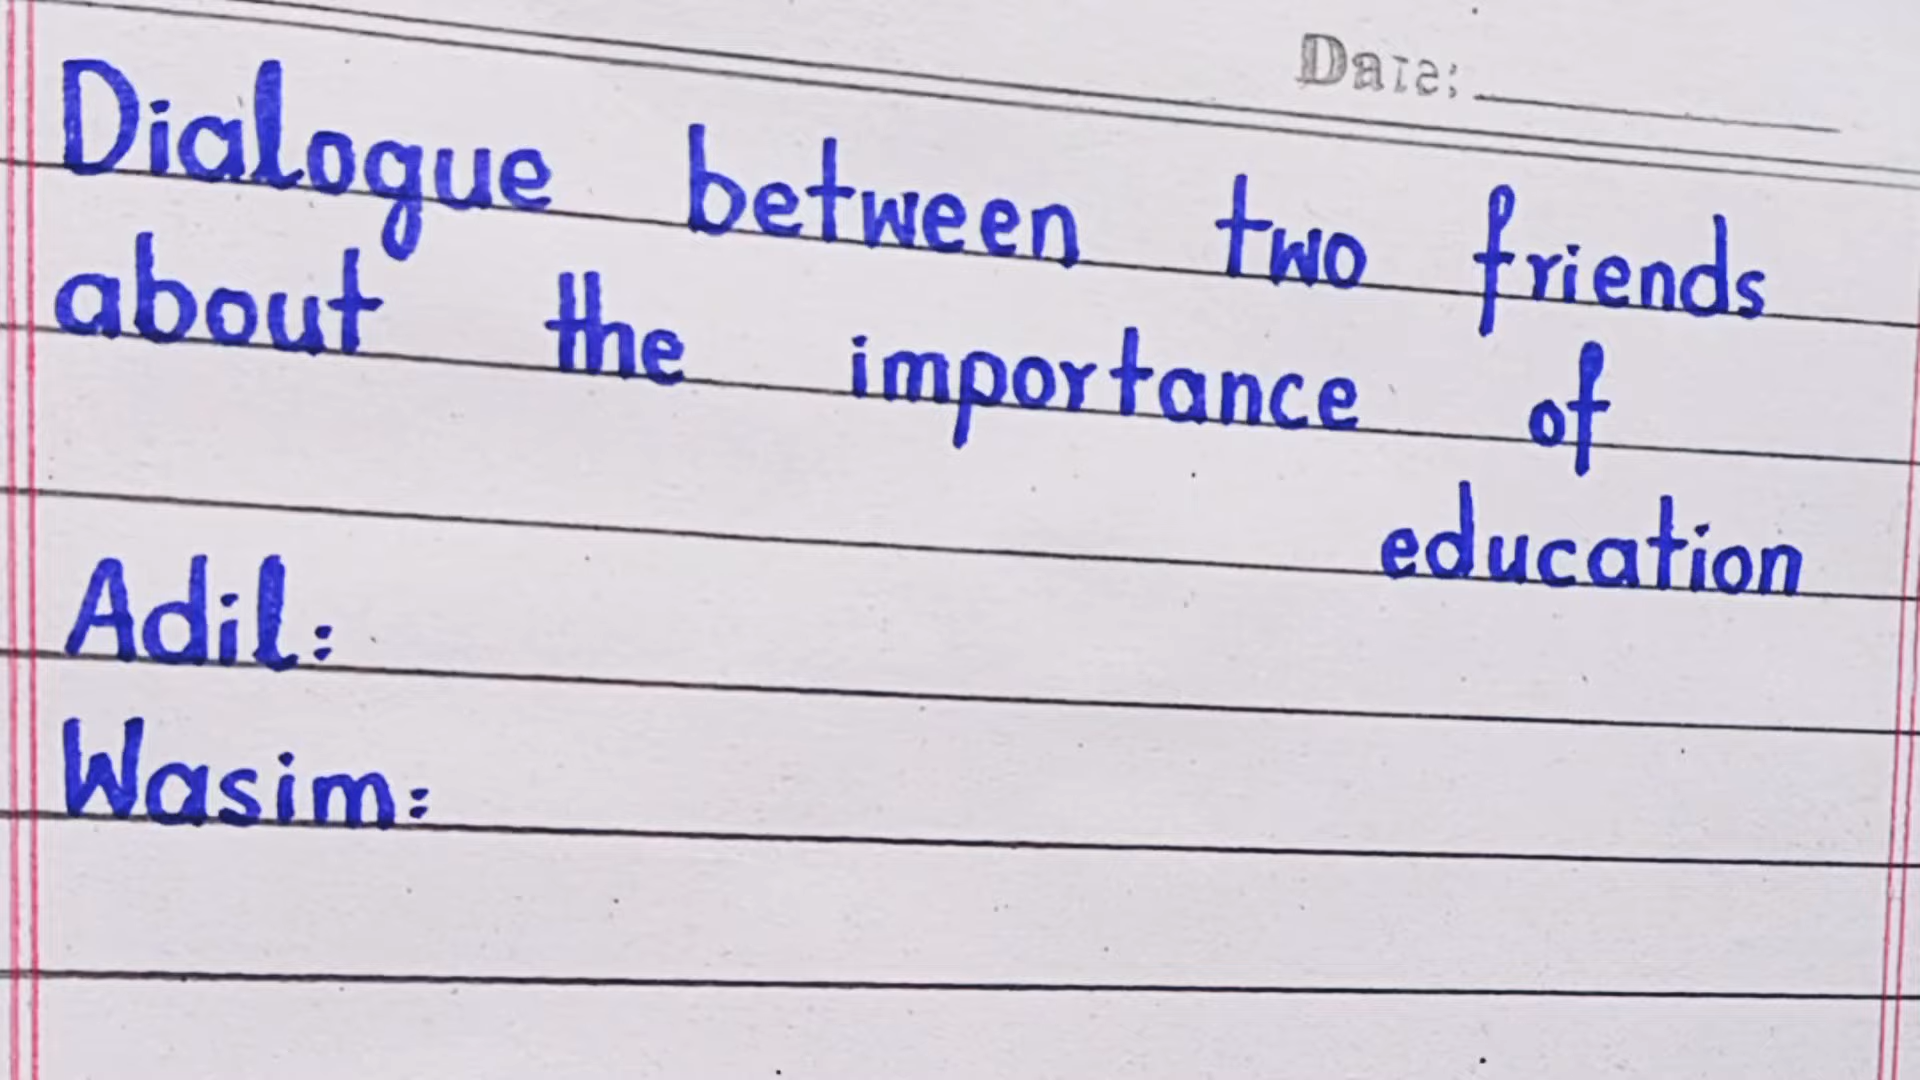 Date:
Dialogue between two friends
about the importance of
education
Adil:
Wasim: